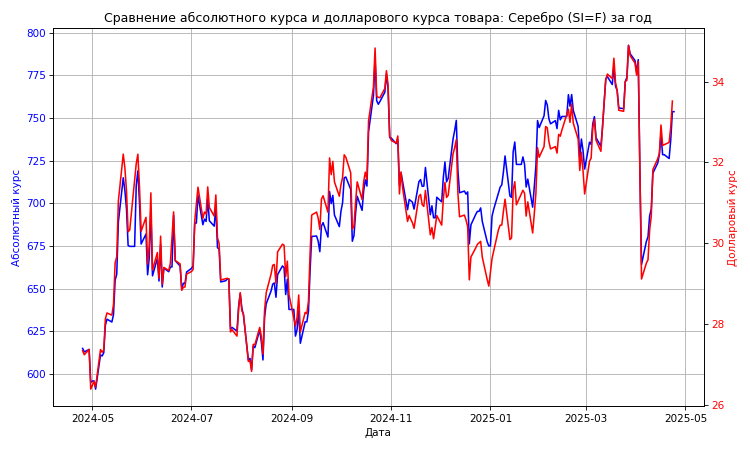 Сравнение абсолютного курса и долларового курса товара: Серебро (SI=F) за год
Абсолютный курс
800
775
750
725
700
675
650
625
600
34
32
30
28
26
Долларовый курс
2024-05 2024-07 2024-09 2024-11 2025-01 2025-03 2025-05
Дата